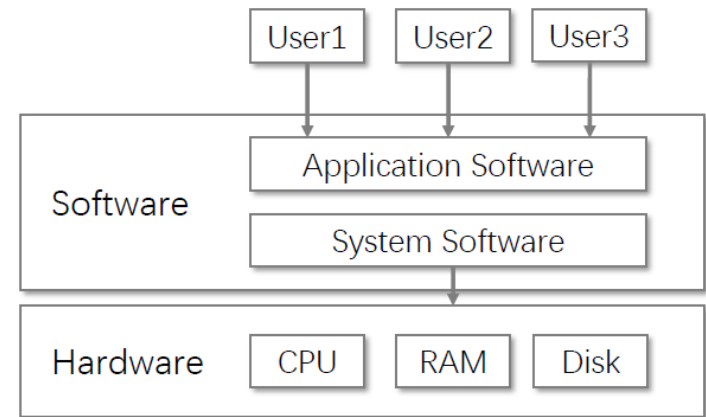 User1 User2 User3
Application Software
Software
System Software
Hardware CPU RAM Disk